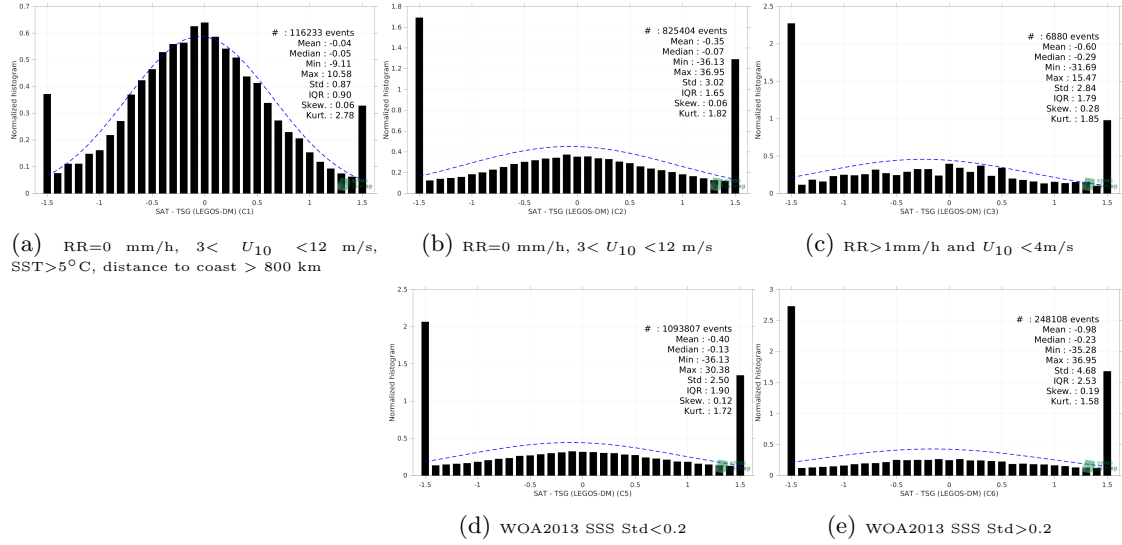 0.7
0.6
0.5
0.4
0.3
0.2
0.1
0
Normalized histogram
-1.5
-1
-0.5
0
0.5
1
1.5
SAT - TSG (LEGOS-DM) (C1)
# : 116233 events
Mean : -0.04
Median : -0.05
Min : -9.11
Max : 10.58
Std : 0.87
IQR : 0.90
Skew. : 0.06
Kurt. : 2.78
(a) RR=0 mm/h, 3< U10 <12 m/s,
SST>5°C, distance to coast > 800 km
1.8
1.6
1.4
1.2
1
0.8
0.6
0.4
0.2
0
Normalized histogram
-1.5
-1
-0.5
0
0.5
1
1.5
SAT - TSG (LEGOS-DM) (C2)
# : 825404 events
Mean : -0.35
Median : -0.07
Min : -36.13
Max : 36.95
Std : 3.02
IQR : 1.65
Skew. : 0.06
Kurt. : 1.82
(b) RR=0 mm/h, 3< U10 <12 m/s
2.5
2
1.5
1
0.5
0
Normalized histogram
-1.5
-1
-0.5
0
0.5
1
1.5
SAT - TSG (LEGOS-DM) (C3)
# : 6880 events
Mean : -0.60
Median : -0.29
Min : -31.69
Max : 15.47
Std : 2.84
IQR : 1.79
Skew. : 0.28
Kurt. : 1.85
(c) RR>1mm/h and U10 <4m/s
2.5
2
1.5
1
0.5
0
Normalized histogram
-1.5
-1
-0.5
0
0.5
1
1.5
SAT - TSG (LEGOS-DM) (C5)
# : 1093807 events
Mean : -0.40
Median : -0.13
Min : -36.13
Max : 30.38
Std : 2.50
IQR : 1.90
Skew. : 0.12
Kurt. : 1.72
(d) WOA2013 SSS Std<0.2
3
2.5
2
1.5
1
0.5
0
Normalized histogram
-1.5
-1
-0.5
0
0.5
1
1.5
SAT - TSG (LEGOS-DM) (C6)
# : 248108 events
Mean : -0.98
Median : -0.23
Min : -35.28
Max : 36.95
Std : 4.68
IQR : 2.53
Skew. : 0.19
Kurt. : 1.58
(e) WOA2013 SSS Std>0.2